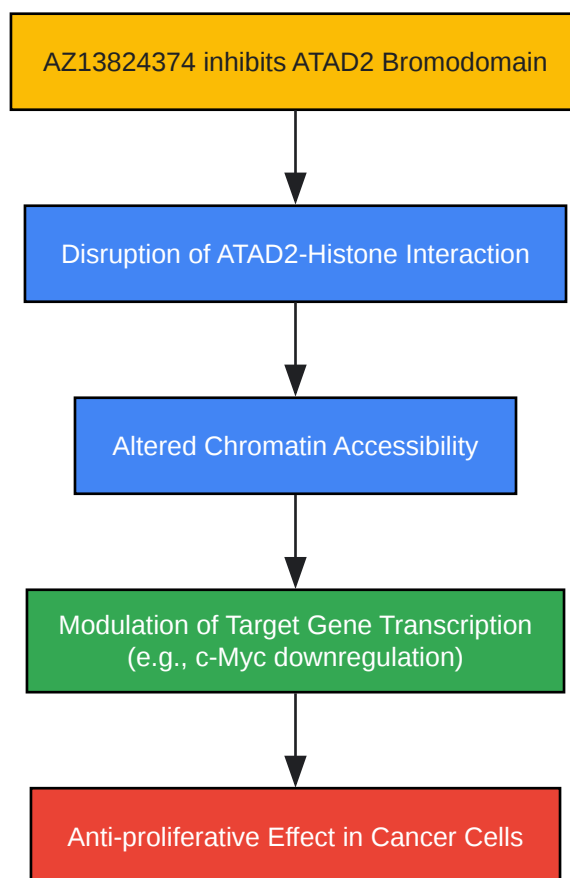 AZ13824374 inhibits ATAD2 Bromodomain
Disruption of ATAD2-Histone Interaction
Altered Chromatin Accessibility
Modulation of Target Gene Transcription
(e.g., c-Myc downregulation)
Anti-proliferative Effect in Cancer Cells